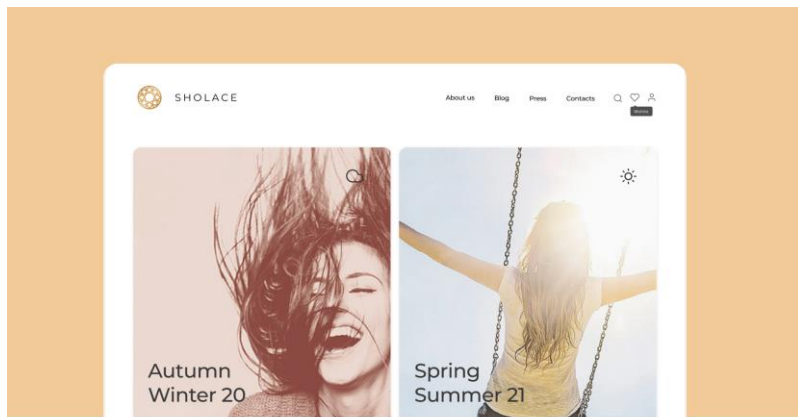 SHOLACE
About us
Blog
Press
Contacts
Autumn
Winter 20
Spring
Summer 21